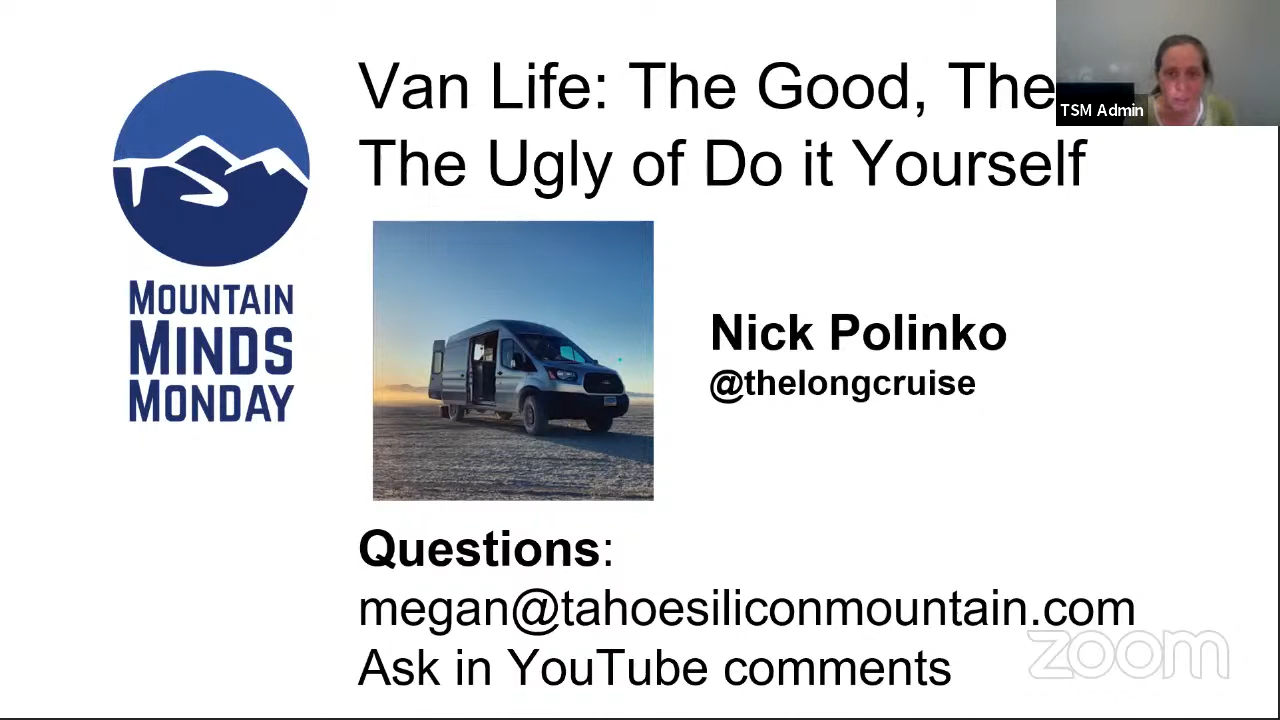 Van Life: The Good, The
The Ugly of Do it Yourself
TSM Admin
TS
MOUNTAIN
MINDS
MONDAY
Nick Polinko
@thelongcruise
Questions:
megan@tahoesiliconmountain.com
Ask in YouTube comments
zoom